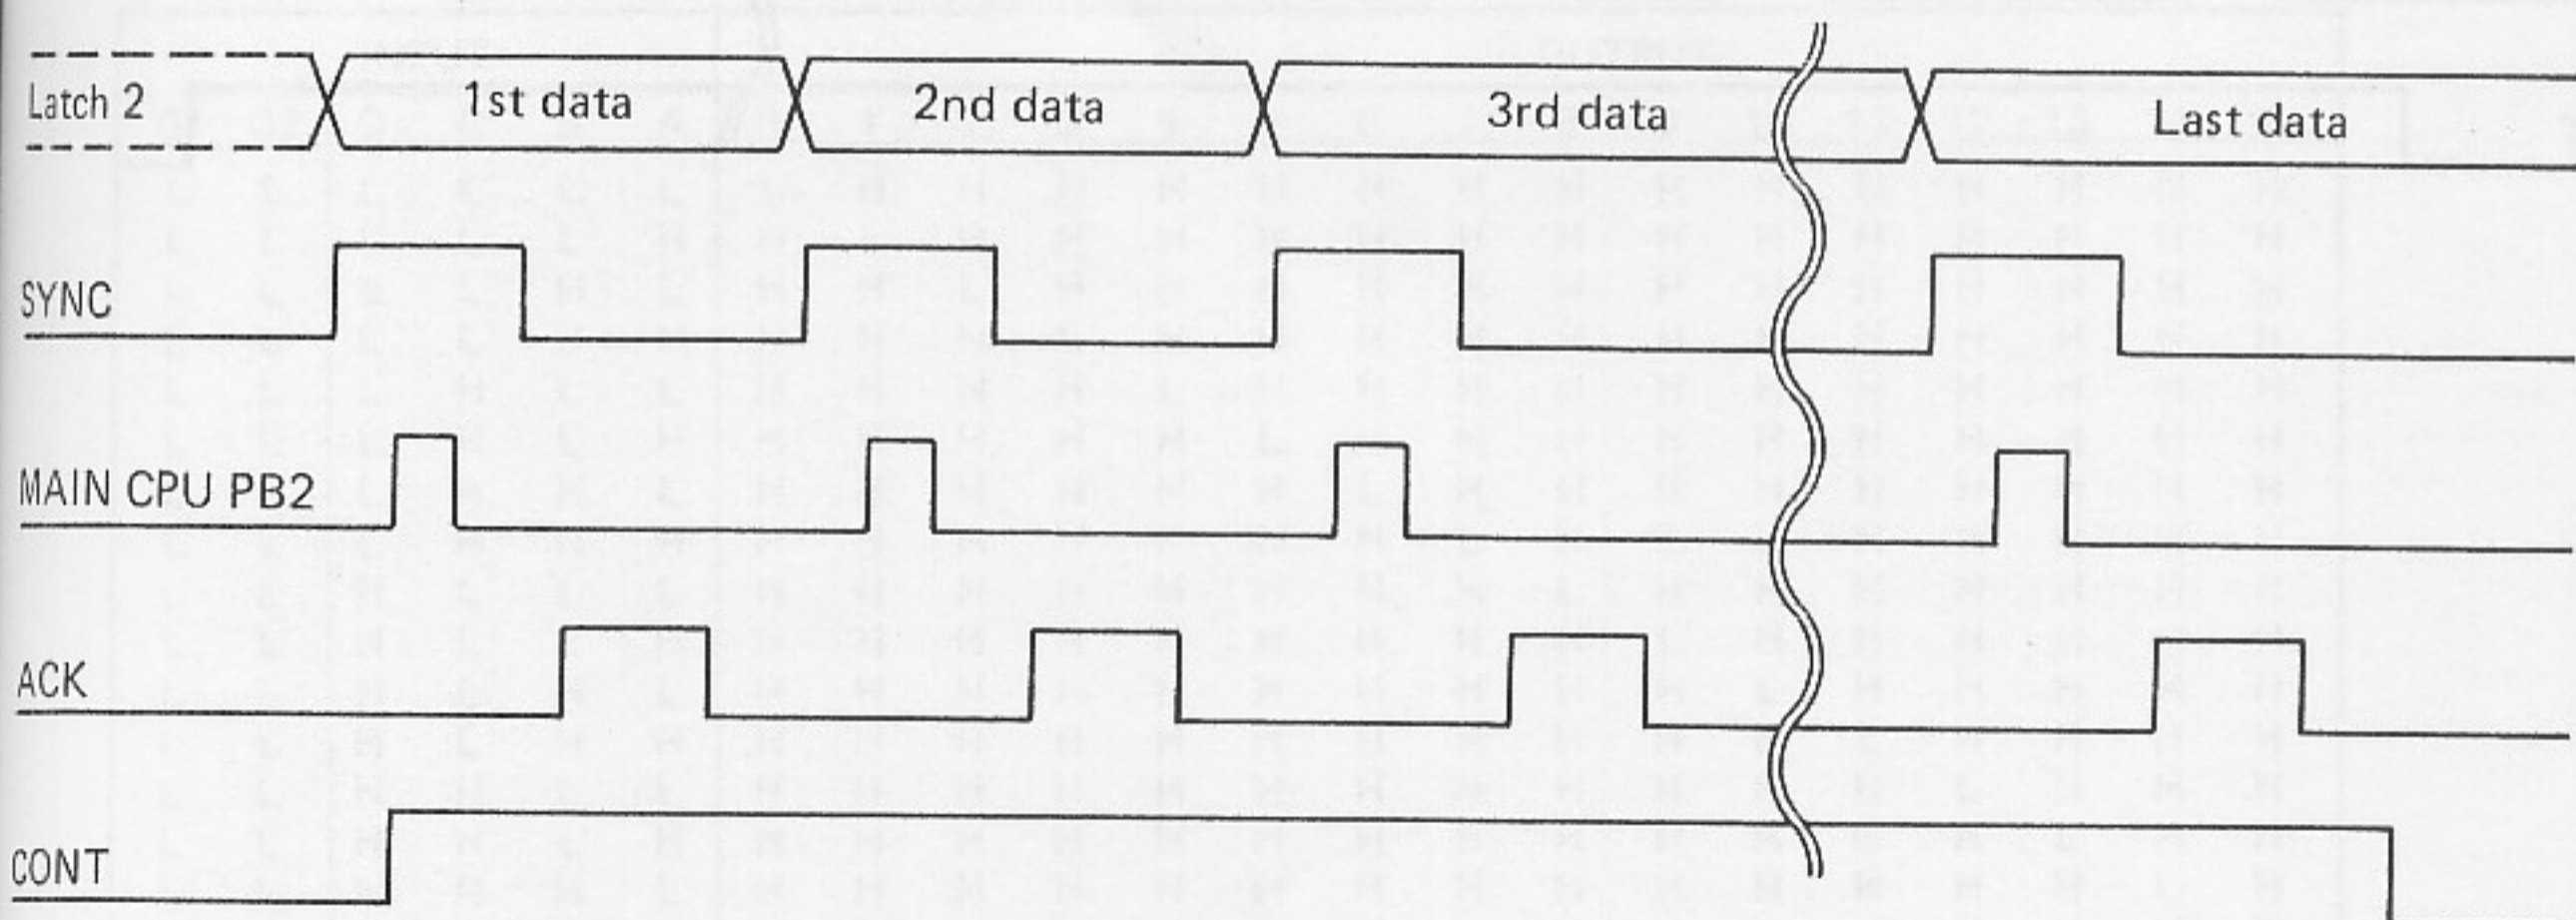 Latch 2 1st data 2nd data 3rd data Last data
SYNC
MAIN CPU PB2
ACK
CONT